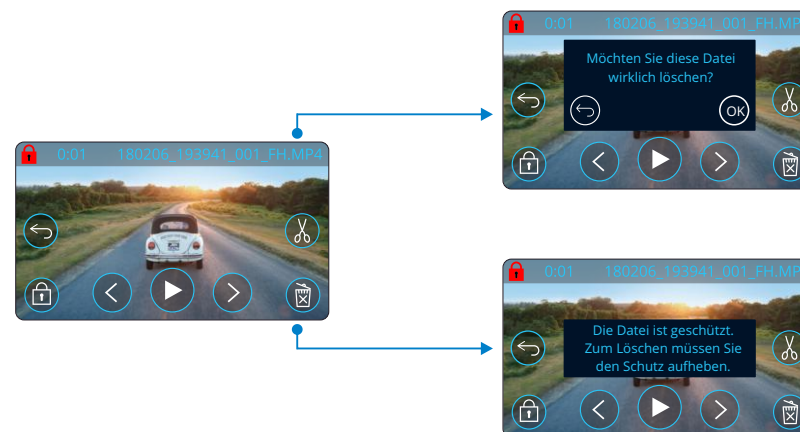 0:01 180206_193941_001_FH.MP4
0:01 180206_193941_001_FH.MP
Möchten Sie diese Datei
wirklich löschen?
OK
0:01 180206_193941_001_FH.MP
Die Datei ist geschützt.
Zum Löschen müssen Sie
den Schutz aufheben.